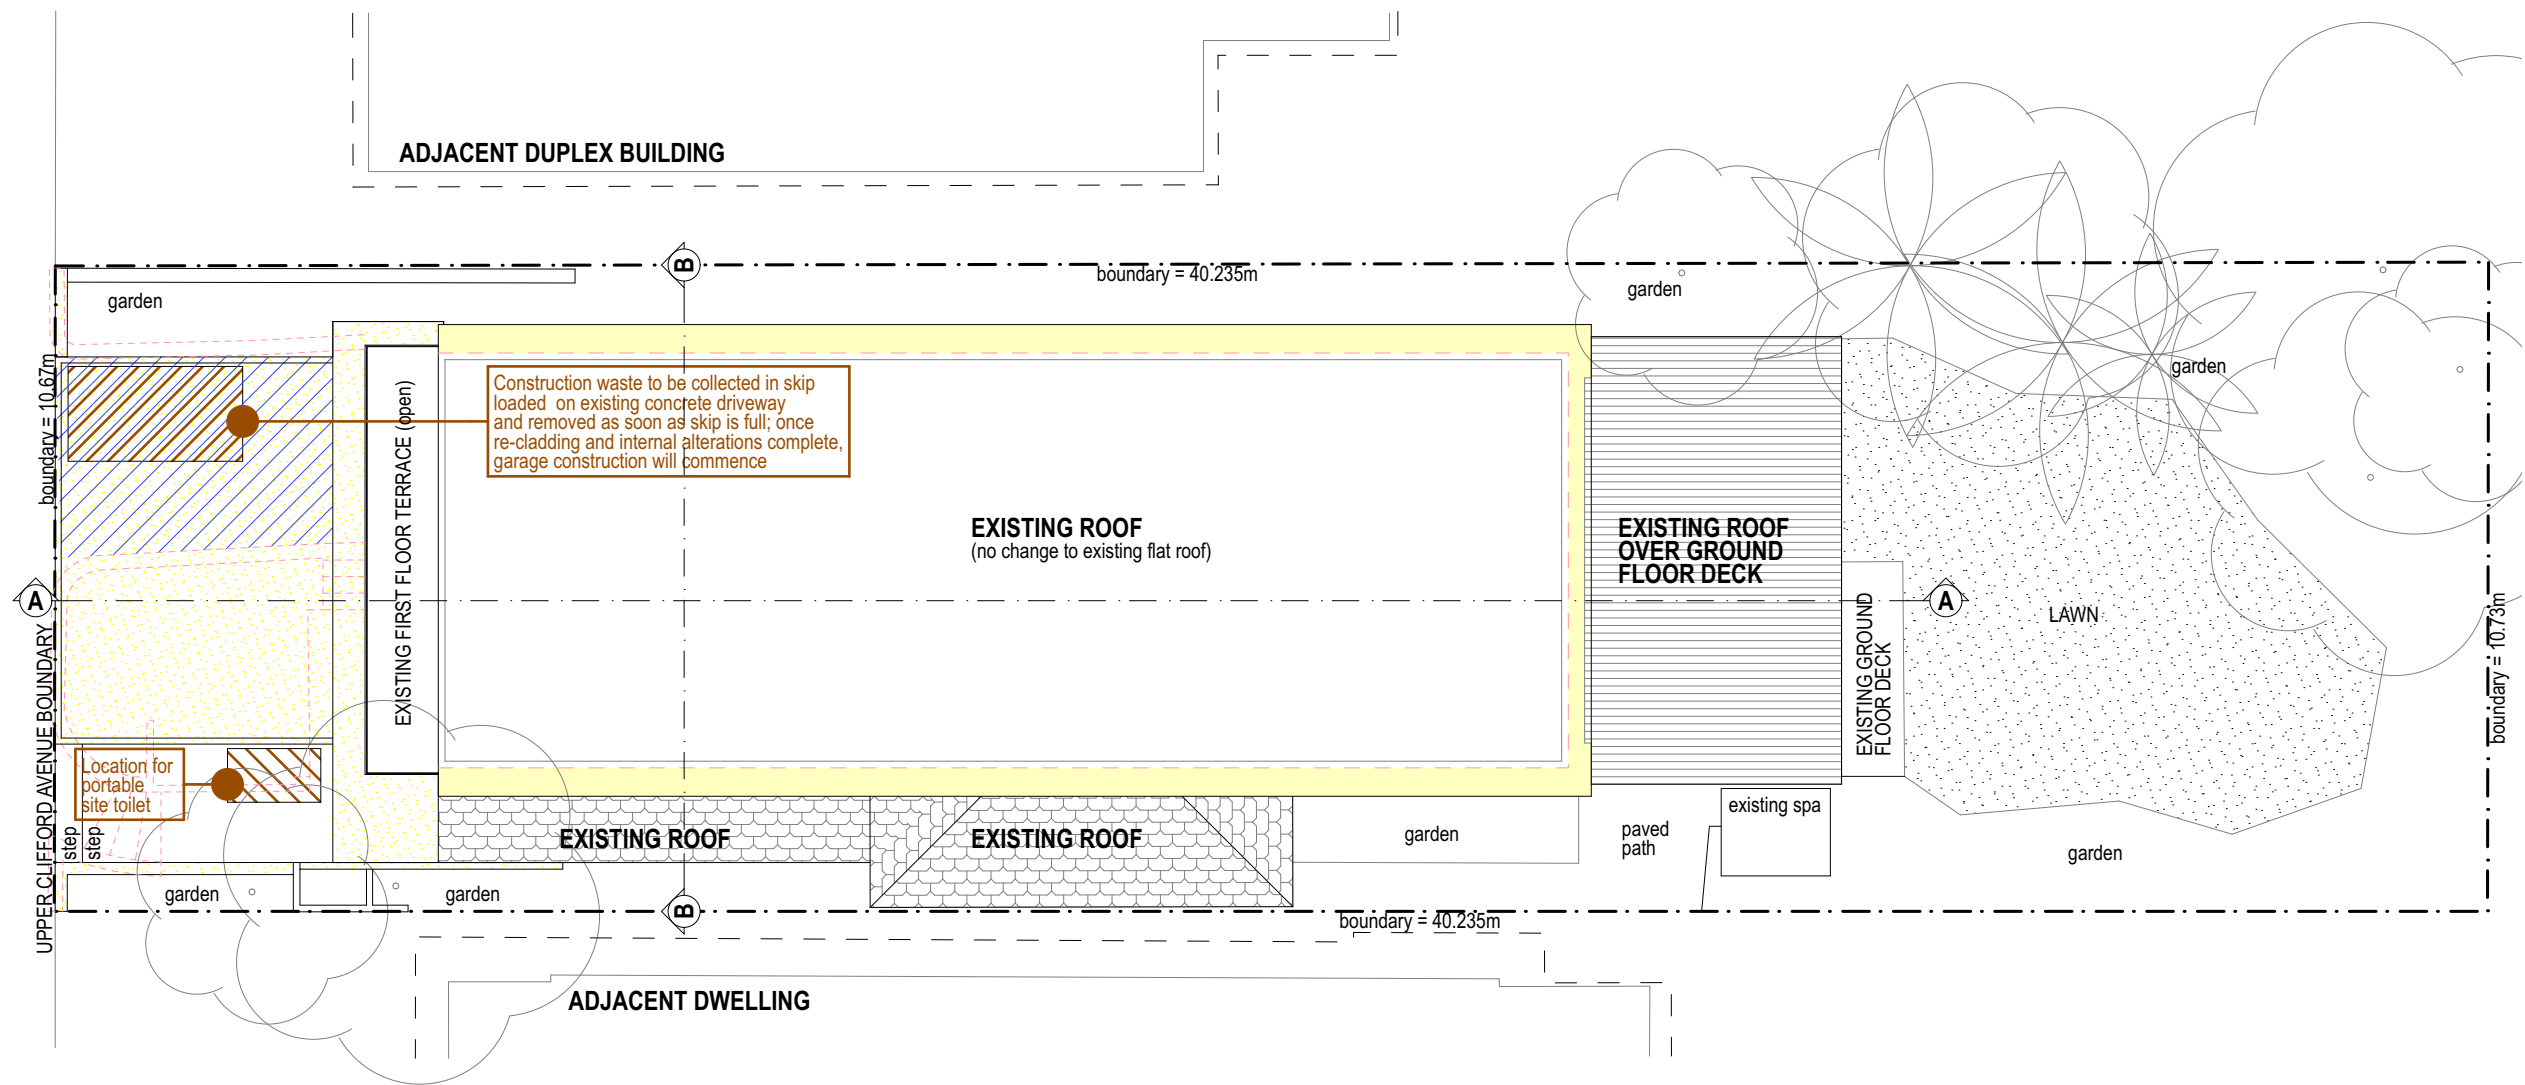 ADJACENT DUPLEX BUILDING
B
boundary = 40.235m
garden
garden
boundary = 10.67m
garden
EXISTING FIRST FLOOR TERRACE (open)
Construction waste to be collected in skip
loaded on existing concrete driveway
and removed as soon as skip is full; once
re-cladding and internal alterations complete,
garage construction will commence
EXISTING ROOF
(no change to existing flat roof)
EXISTING ROOF
OVER GROUND
FLOOR DECK
A
A
LAWN
EXISTING GROUND
FLOOR DECK
boundary = 10.73m
UPPER CLIFFORD AVENUE BOUNDARY
Location for
portable
site toilet
step
step
EXISTING ROOF
EXISTING ROOF
garden
paved
path
existing spa
garden
garden
garden
B
boundary = 40.235m
ADJACENT DWELLING